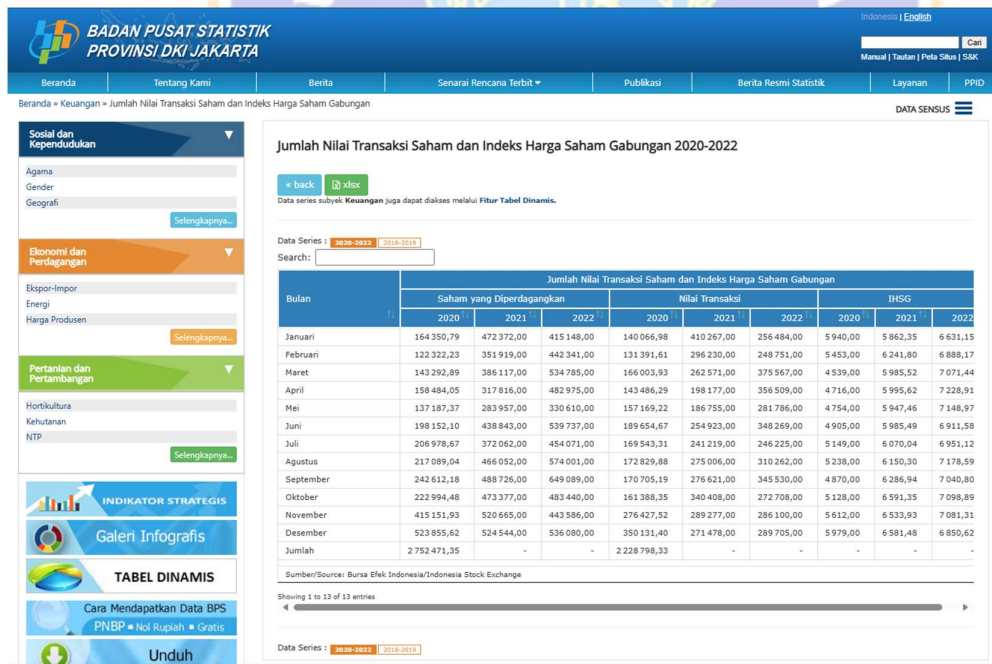 Indonesia | English
BADAN PUSAT STATISTIK
PROVINSI DKI JAKARTA
Cari
Manual | Tautan | Peta Situs | S&K
Beranda Tentang Kami Berita Senarai Rencana Terbit Publikasi Berita Resmi Statistik Layanan PPID
Beranda » Keuangan » Jumlah Nilai Transaksi Saham dan Indeks Harga Saham Gabungan
DATA SENSUS
Sosial dan
Kependudukan
Agama
Gender
Geografi
Selengkapnya...
Ekonomi dan
Perdagangan
Ekspor-Impor
Energi
Harga Produsen
Selengkapnya...
Pertanian dan
Pertambangan
Hortikultura
Kehutanan
NTP
Selengkapnya...
INDIKATOR STRATEGIS
Galeri Infografis
TABEL DINAMIS
Cara Mendapatkan Data BPS
PNBP Nol Rupiah Gratis
Unduh
Jumlah Nilai Transaksi Saham dan Indeks Harga Saham Gabungan 2020-2022
« back xlsx
Data series subyek Keuangan juga dapat diakses melalui Fitur Tabel Dinamis.
Data Series : 2020-2022 2018-2019
Search:
Jumlah Nilai Transaksi Saham dan Indeks Harga Saham Gabungan
Bulan Saham yang Diperdagangkan Nilai Transaksi IHSG
2020 2021 2022 2020 2021 2022 2020 2021 2022
Januari 164 350,79 472 372,00 415 148,00 140 066,98 410 267,00 256 484,00 5 940,00 5 862,35 6 631,15
Februari 122 322,23 351 919,00 442 341,00 131 391,61 296 230,00 248 751,00 5 453,00 6 241,80 6 888,17
Maret 143 292,89 386 117,00 534 785,00 166 003,93 262 571,00 375 567,00 4 539,00 5 985,52 7 071,44
April 158 484,05 317 816,00 482 975,00 143 486,29 198 177,00 356 509,00 4 716,00 5 995,62 7 228,91
Mei 137 187,37 283 957,00 330 610,00 157 169,22 186 755,00 281 786,00 4 754,00 5 947,46 7 148,97
Juni 198 152,10 438 843,00 539 737,00 189 654,67 254 923,00 348 269,00 4 905,00 5 985,49 6 911,58
Juli 206 978,67 372 062,00 454 071,00 169 543,31 241 219,00 246 225,00 5 149,00 6 070,04 6 951,12
Agustus 217 089,04 466 052,00 574 001,00 172 829,88 275 006,00 310 262,00 5 238,00 6 150,30 7 178,59
September 242 612,18 488 726,00 649 089,00 170 705,19 276 621,00 345 530,00 4 870,00 6 286,94 7 040,80
Oktober 222 994,48 473 377,00 483 440,00 161 388,35 340 408,00 272 708,00 5 128,00 6 591,35 7 098,89
November 415 151,93 520 665,00 443 586,00 276 427,52 289 277,00 286 100,00 5 612,00 6 533,93 7 081,31
Desember 523 855,62 524 544,00 536 080,00 350 131,40 271 478,00 289 705,00 5 979,00 6 581,48 6 850,62
Jumlah 2 752 471,35 - - 2 228 798,33 - - - - -
Sumber/Source: Bursa Efek Indonesia/Indonesia Stock Exchange
Showing 1 to 13 of 13 entries
Data Series : 2020-2022 2018-2019